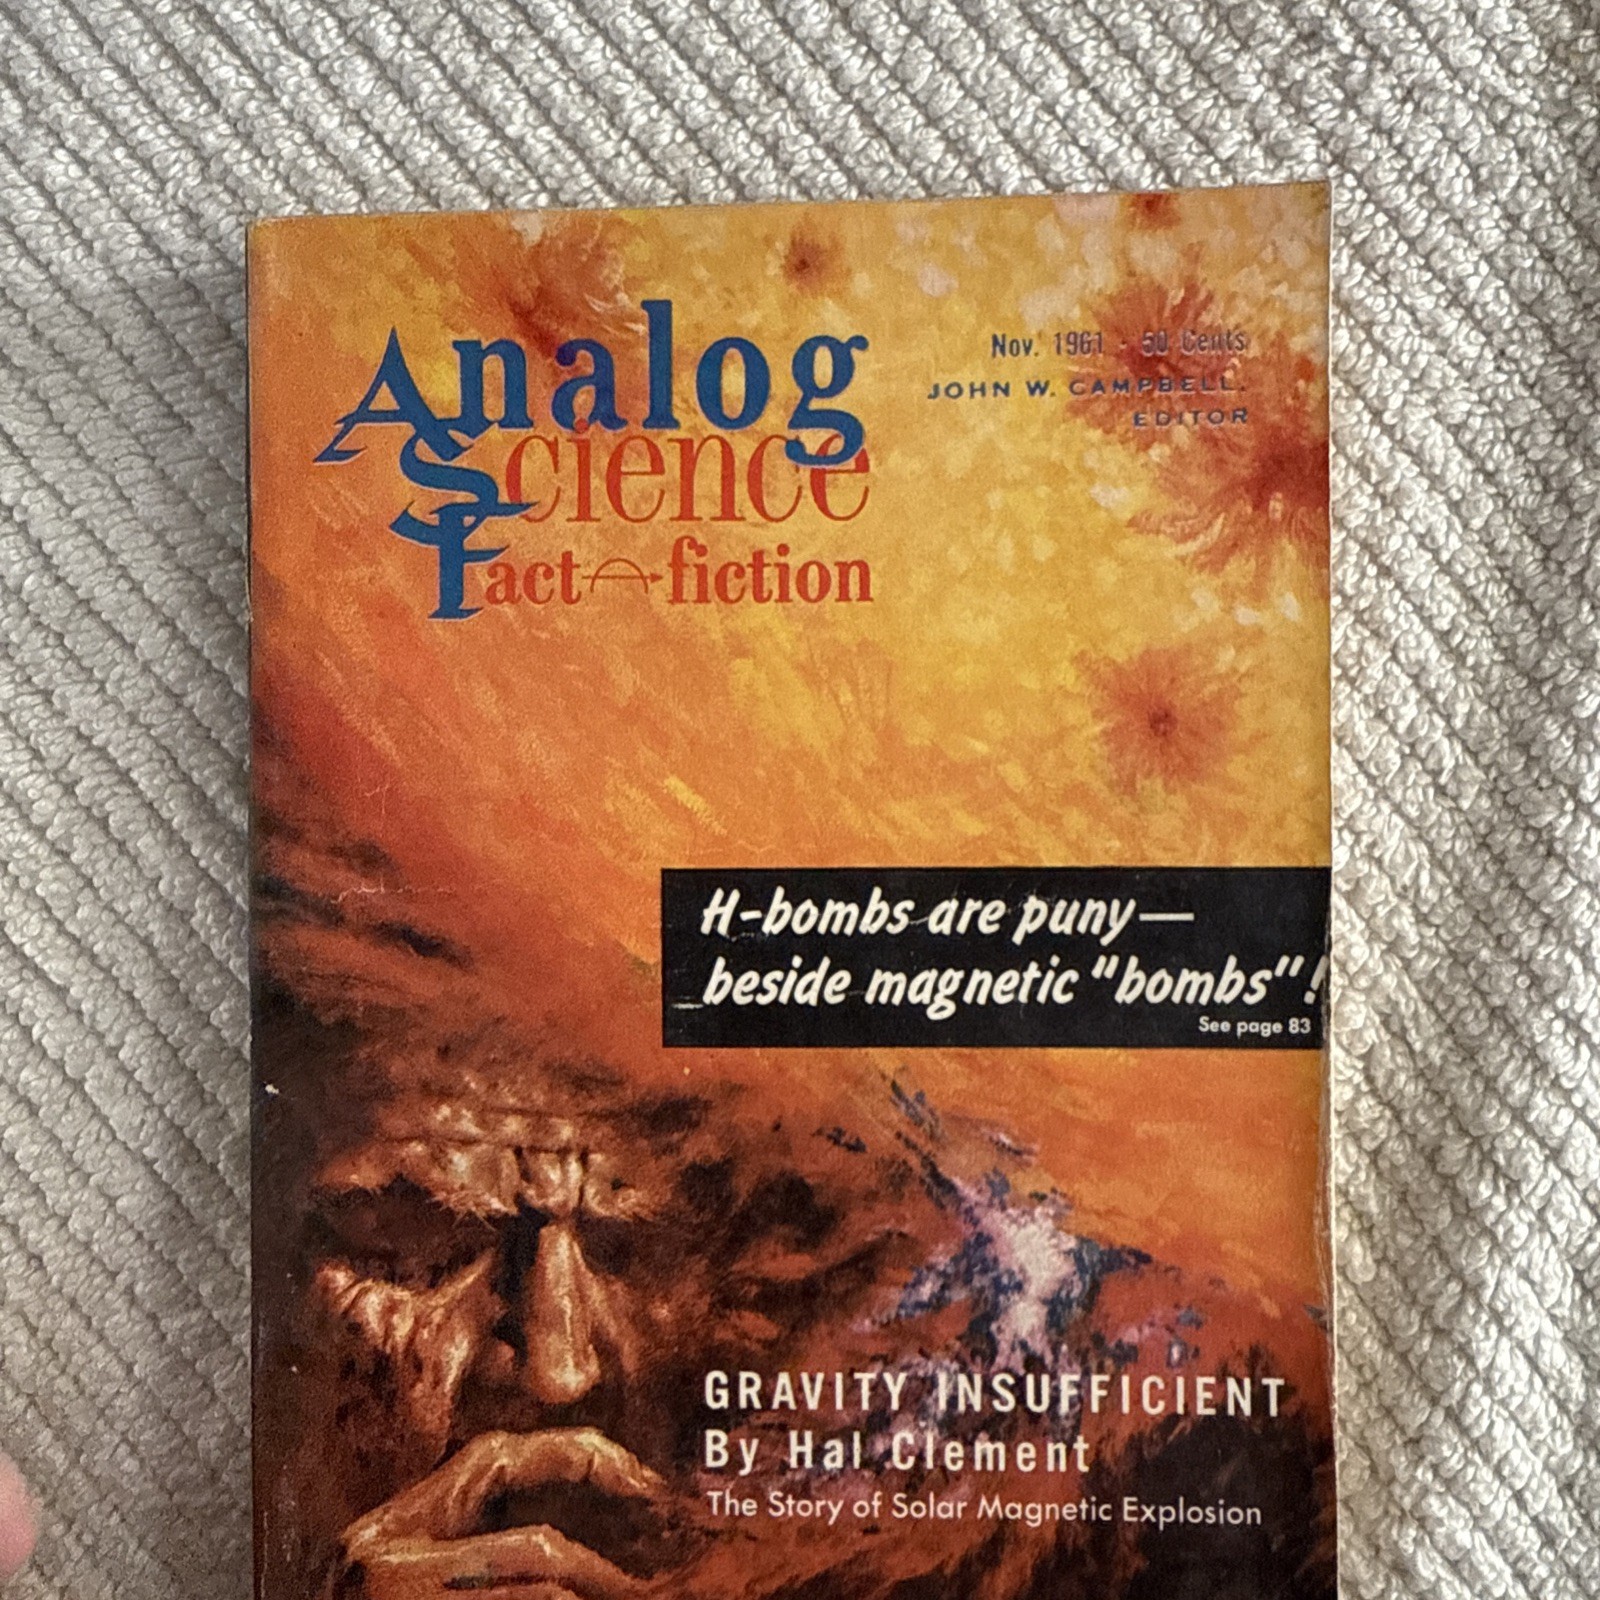 Analog
Science
Fact fiction
Nov. 1961 - 50 Cents
JOHN W. CAMPBELL,
EDITOR
H-bombs are puny—
beside magnetic "bombs"!
See page 83
GRAVITY INSUFFICIENT
By Hal Clement
The Story of Solar Magnetic Explosion